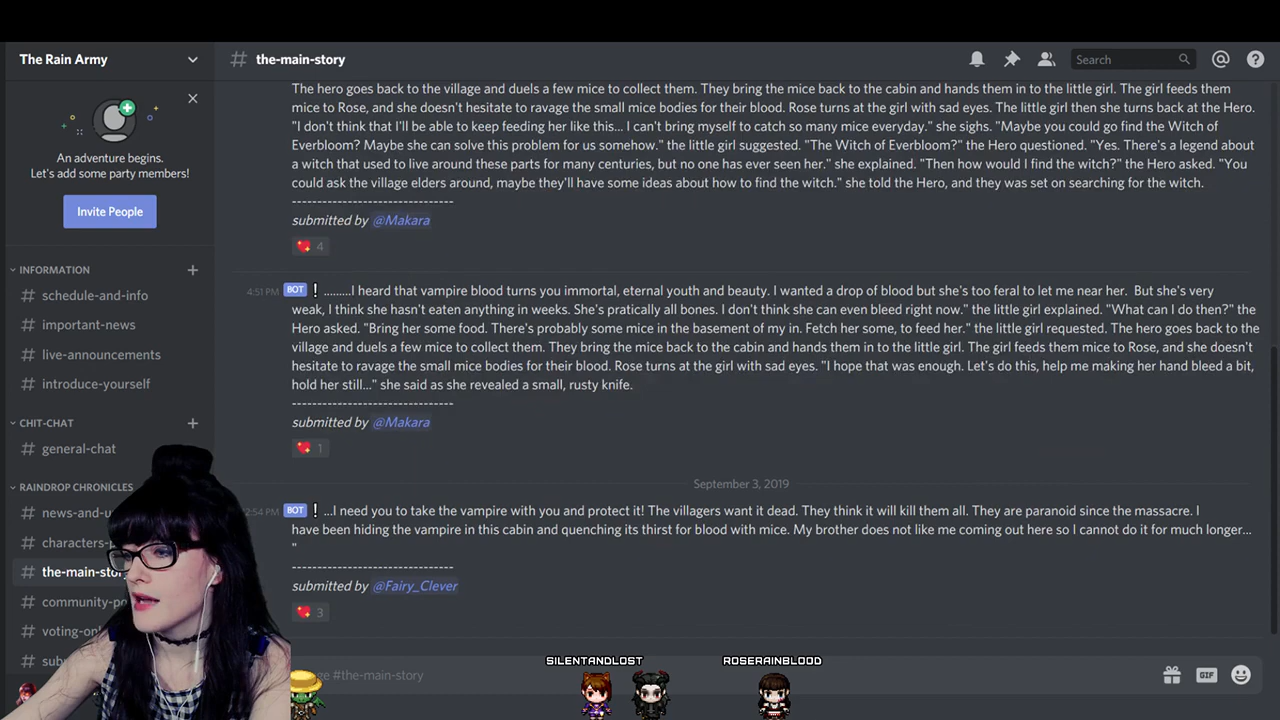 The Rain Army
# the-main-story
Search
An adventure begins.
Let's add some party members!
Invite People
INFORMATION
# schedule-and-info
# important-news
# live-announcements
# introduce-yourself
CHIT-CHAT
# general-chat
RAINDROP CHRONICLES
# news-and-u
# characters-
# the-main-stor
# community-po
# voting-on
# sub
The hero goes back to the village and duels a few mice to collect them. They bring the mice back to the cabin and hands them in to the little girl. The girl feeds them
mice to Rose, and she doesn't hesitate to ravage the small mice bodies for their blood. Rose turns at the girl with sad eyes. The little girl then she turns back at the Hero.
"I don't think that I'll be able to keep feeding her like this... I can't bring myself to catch so many mice everyday." she sighs. "Maybe you could go find the Witch of
Everbloom? Maybe she can solve this problem for us somehow." the little girl suggested. "The Witch of Everbloom?" the Hero questioned. "Yes. There's a legend about
a witch that used to live around these parts for many centuries, but no one has ever seen her." she explained. "Then how would I find the witch?" the Hero asked. "You
could ask the village elders around, maybe they'll have some ideas about how to find the witch." she told the Hero, and they was set on searching for the witch.
--------------------------------
submitted by @Makara
4
4:51 PM BOT ! .........I heard that vampire blood turns you immortal, eternal youth and beauty. I wanted a drop of blood but she's too feral to let me near her. But she's very
weak, I think she hasn't eaten anything in weeks. She's pratically all bones. I don't think she can even bleed right now." the little girl explained. "What can I do then?" the
Hero asked. "Bring her some food. There's probably some mice in the basement of my in. Fetch her some, to feed her." the little girl requested. The hero goes back to the
village and duels a few mice to collect them. They bring the mice back to the cabin and hands them in to the little girl. The girl feeds them mice to Rose, and she doesn't
hesitate to ravage the small mice bodies for their blood. Rose turns at the girl with sad eyes. "I hope that was enough. Let's do this, help me making her hand bleed a bit,
hold her still..." she said as she revealed a small, rusty knife.
--------------------------------
submitted by @Makara
1
September 3, 2019
2:54 PM BOT ! ...I need you to take the vampire with you and protect it! The villagers want it dead. They think it will kill them all. They are paranoid since the massacre. I
have been hiding the vampire in this cabin and quenching its thirst for blood with mice. My brother does not like me coming out here so I cannot do it for much longer...
"
--------------------------------
submitted by @Fairy_Clever
3
#the-main-story
GIF
SILENTANDLOST
ROSERAINBLOOD